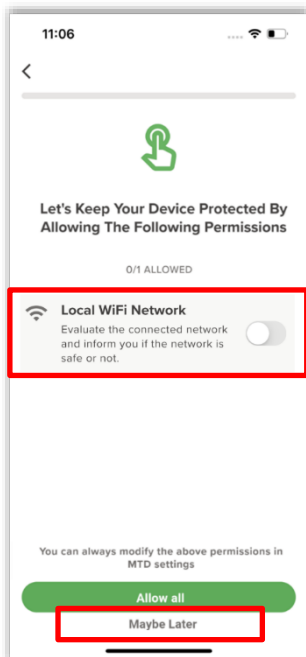 11:06
Let's Keep Your Device Protected By
Allowing The Following Permissions
0/1 ALLOWED
Local WiFi Network
Evaluate the connected network
and inform you if the network is
safe or not.
You can always modify the above permissions in
MTD settings
Allow all
Maybe Later